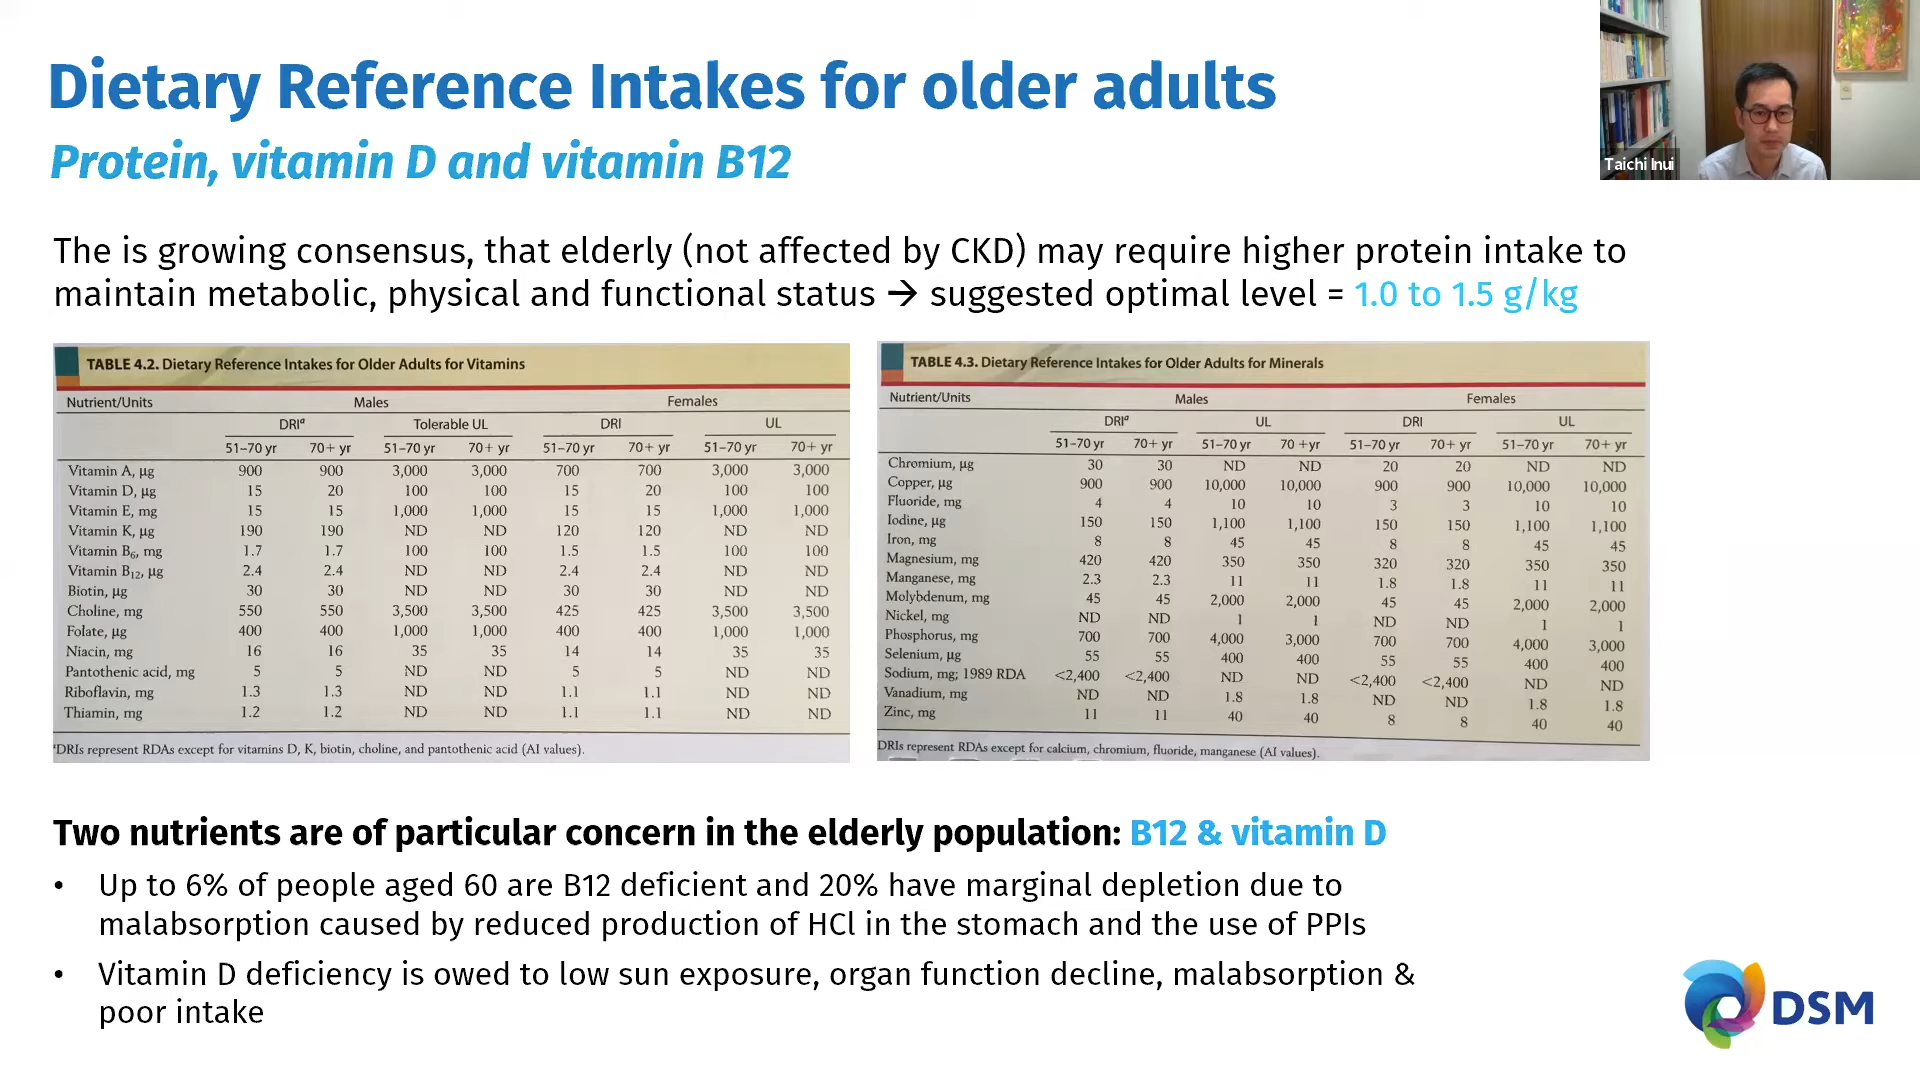 Dietary Reference Intakes for older adults
Taichi Inui
Protein, vitamin D and vitamin B12
The is growing consensus, that elderly (not affected by CKD) may require higher protein intake to
maintain metabolic, physical and functional status → suggested optimal level = 1.0 to 1.5 g/kg
TABLE 4.2. Dietary Reference Intakes for Older Adults for Vitamins
Nutrient/Units Males Females
DRIᵃ Tolerable UL DRI UL
51–70 yr 70+ yr 51–70 yr 70+ yr 51–70 yr 70+ yr 51–70 yr 70+ yr
Vitamin A, µg 900 900 3,000 3,000 700 700 3,000 3,000
Vitamin D, µg 15 20 100 100 15 20 100 100
Vitamin E, mg 15 15 1,000 1,000 15 15 1,000 1,000
Vitamin K, µg 190 190 ND ND 120 120 ND ND
Vitamin B₆, mg 1.7 1.7 100 100 1.5 1.5 100 100
Vitamin B₁₂, µg 2.4 2.4 ND ND 2.4 2.4 ND ND
Biotin, µg 30 30 ND ND 30 30 ND ND
Choline, mg 550 550 3,500 3,500 425 425 3,500 3,500
Folate, µg 400 400 1,000 1,000 400 400 1,000 1,000
Niacin, mg 16 16 35 35 14 14 35 35
Pantothenic acid, mg 5 5 ND ND 5 5 ND ND
Riboflavin, mg 1.3 1.3 ND ND 1.1 1.1 ND ND
Thiamin, mg 1.2 1.2 ND ND 1.1 1.1 ND ND
ᵃDRIs represent RDAs except for vitamins D, K, biotin, choline, and pantothenic acid (AI values).
TABLE 4.3. Dietary Reference Intakes for Older Adults for Minerals
Nutrient/Units Males Females
DRIᵃ UL DRI UL
51–70 yr 70+ yr 51–70 yr 70 +yr 51–70 yr 70+ yr 51–70 yr 70+ yr
Chromium, µg 30 30 ND ND 20 20 ND ND
Copper, µg 900 900 10,000 10,000 900 900 10,000 10,000
Fluoride, mg 4 4 10 10 3 3 10 10
Iodine, µg 150 150 1,100 1,100 150 150 1,100 1,100
Iron, mg 8 8 45 45 8 8 45 45
Magnesium, mg 420 420 350 350 320 320 350 350
Manganese, mg 2.3 2.3 11 11 1.8 1.8 11 11
Molybdenum, mg 45 45 2,000 2,000 45 45 2,000 2,000
Nickel, mg ND ND 1 1 ND ND 1 1
Phosphorus, mg 700 700 4,000 3,000 700 700 4,000 3,000
Selenium, µg 55 55 400 400 55 55 400 400
Sodium, mg; 1989 RDA <2,400 <2,400 ND ND <2,400 <2,400 ND ND
Vanadium, mg ND ND 1.8 1.8 ND ND 1.8 1.8
Zinc, mg 11 11 40 40 8 8 40 40
DRIs represent RDAs except for calcium, chromium, fluoride, manganese (AI values).
Two nutrients are of particular concern in the elderly population: B12 & vitamin D
• Up to 6% of people aged 60 are B12 deficient and 20% have marginal depletion due to
malabsorption caused by reduced production of HCl in the stomach and the use of PPIs
• Vitamin D deficiency is owed to low sun exposure, organ function decline, malabsorption &
poor intake
DSM